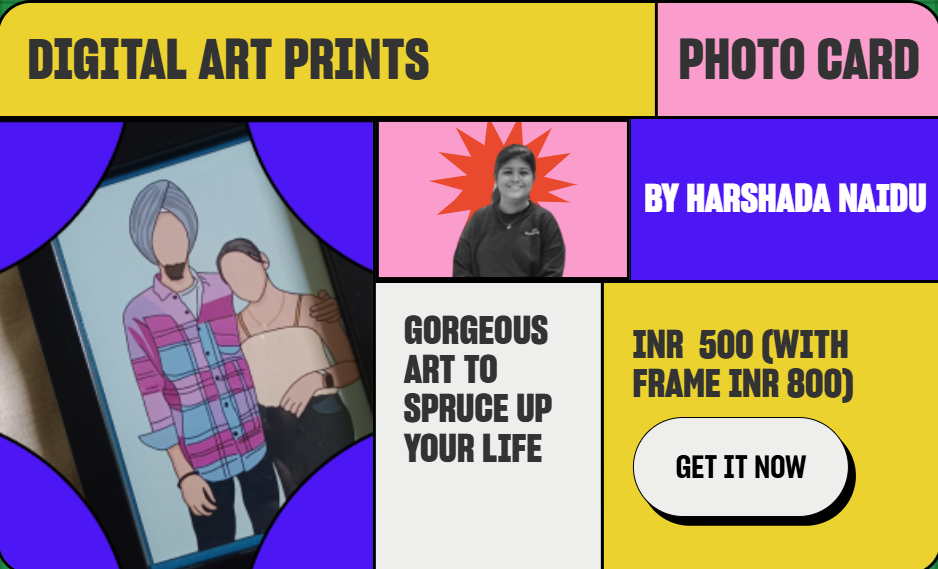 DIGITAL ART PRINTS
PHOTO CARD
BY HARSHADA NAIDU
GORGEOUS
ART TO
SPRUCE UP
YOUR LIFE
INR 500 (WITH
FRAME INR 800)
GET IT NOW